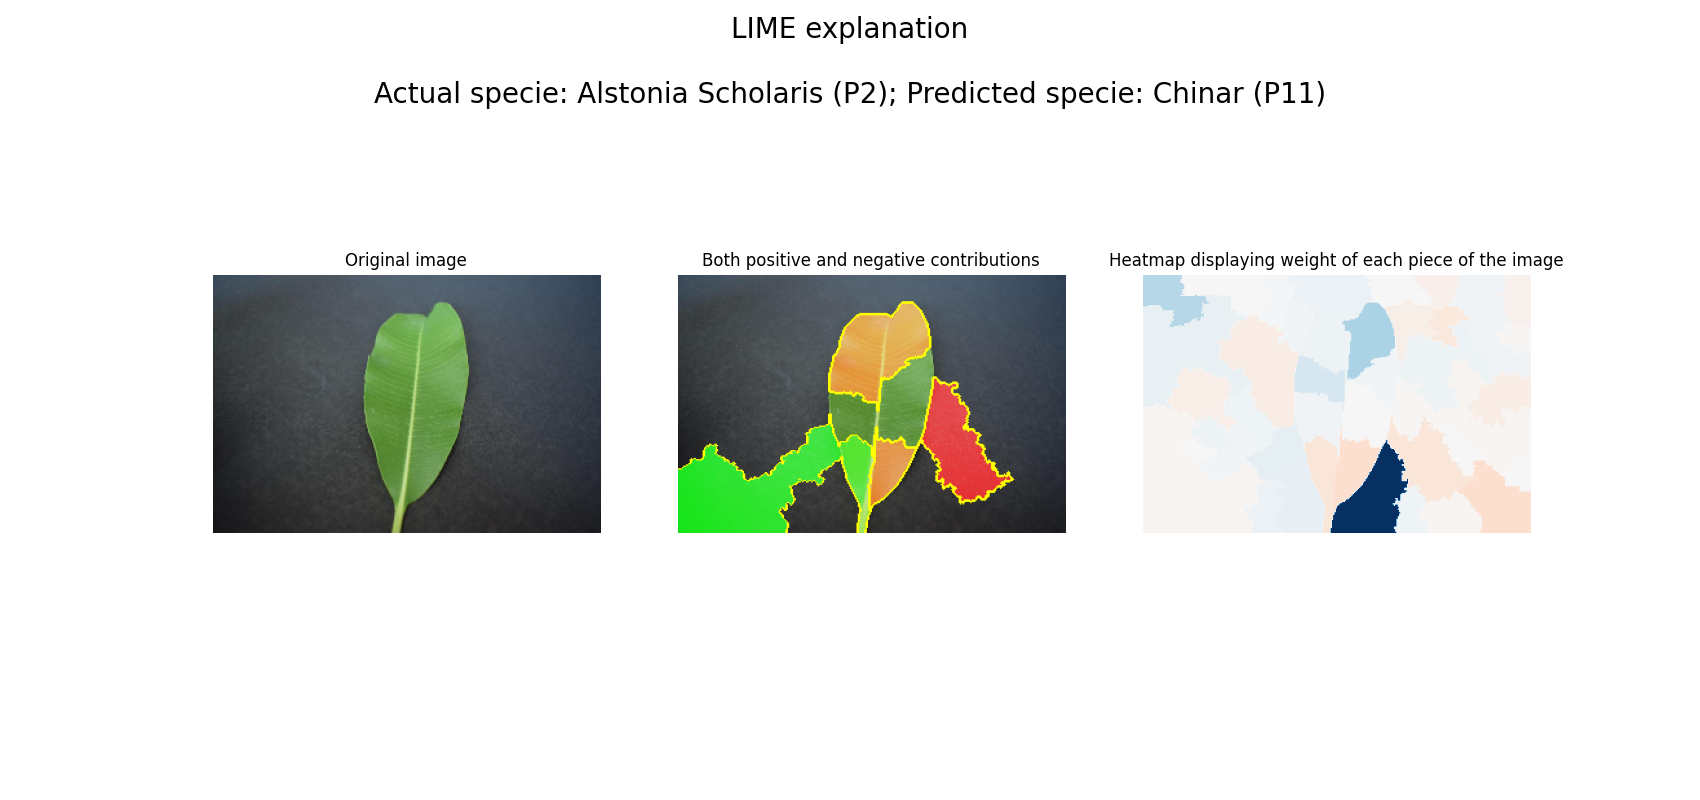 LIME explanation
Actual specie: Alstonia Scholaris (P2); Predicted specie: Chinar (P11)
Original image
Both positive and negative contributions
Heatmap displaying weight of each piece of the image